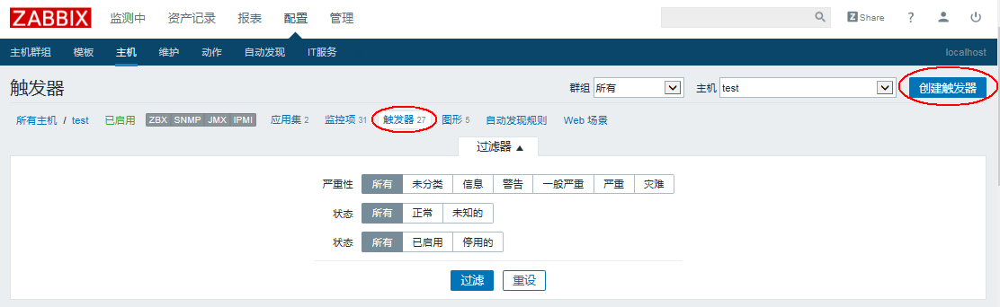 ZABBIX 监测中 资产记录 报表 配置 管理 Z Share ?
主机群组 模板 主机 维护 动作 自动发现 IT服务 localhost
触发器 群组 所有 主机 test 创建触发器
所有主机 / test 已启用 ZBX SNMP JMX IPMI 应用集 2 监控项 31 触发器 27 图形 5 自动发现规则 Web 场景
过滤器 ▲
严重性 所有 未分类 信息 警告 一般严重 严重 灾难
状态 所有 正常 未知的
状态 所有 已启用 停用的
过滤 重设